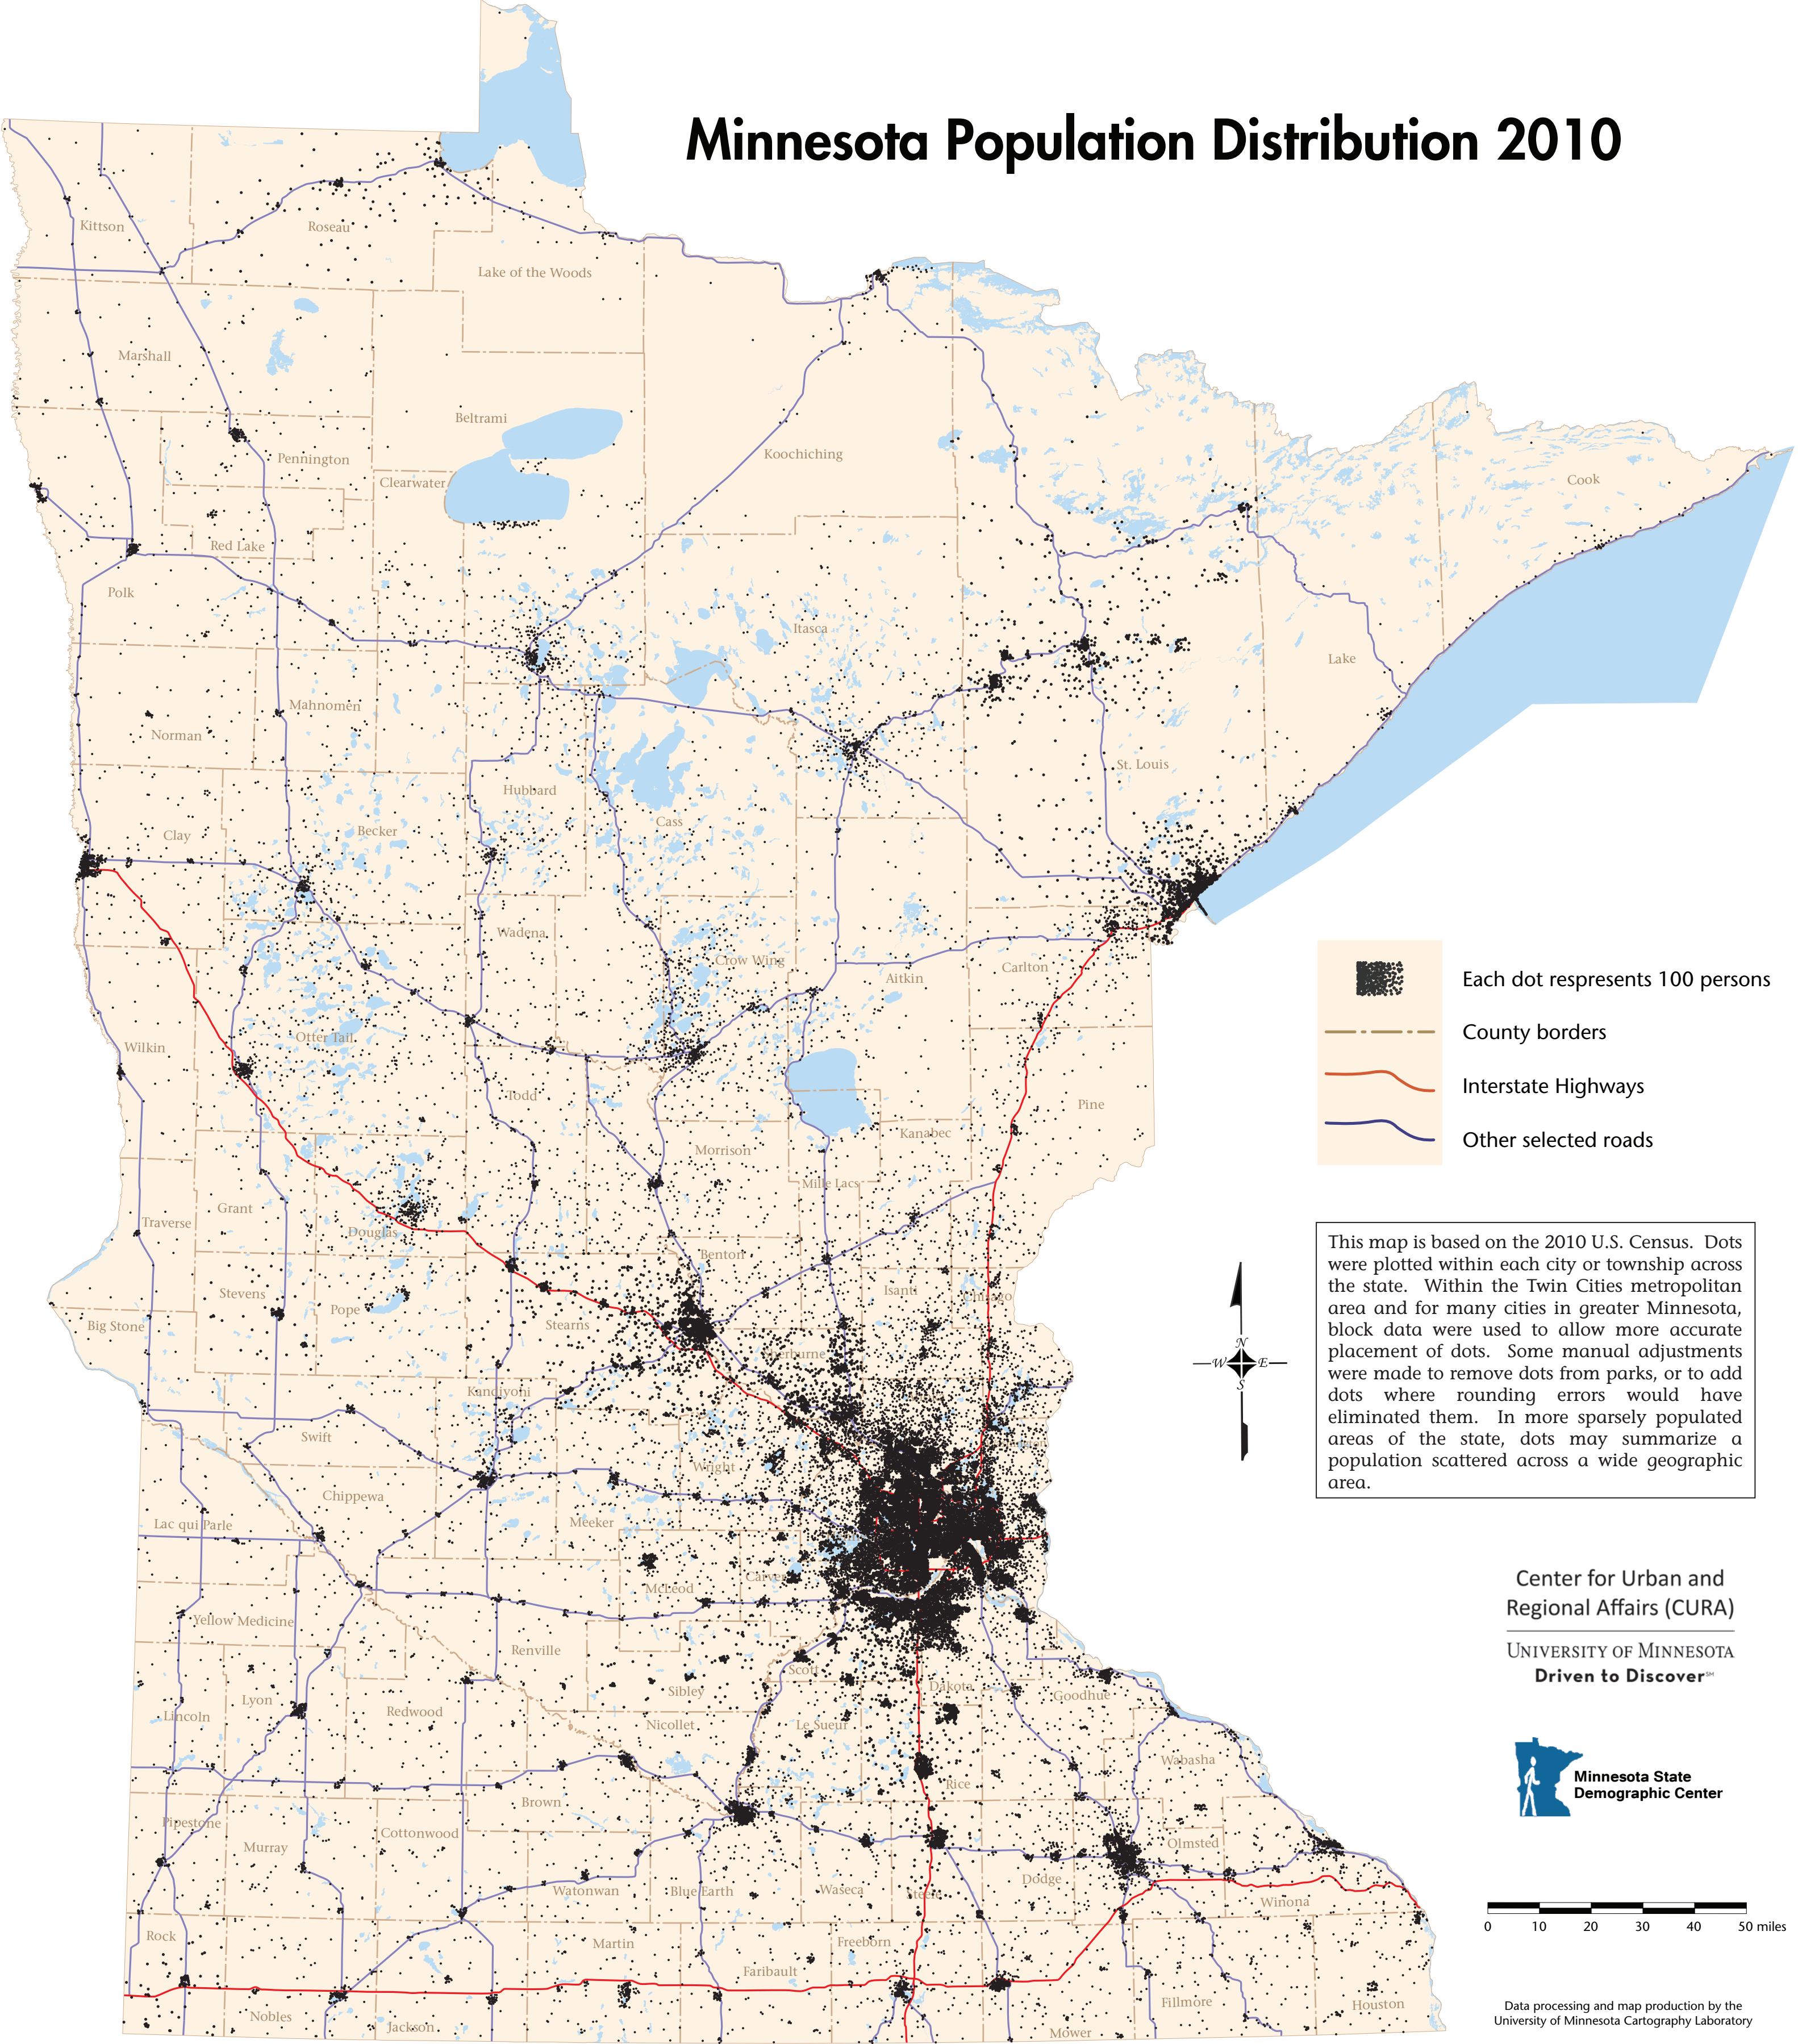 Minnesota Population Distribution 2010
Kittson
Roseau
Lake of the Woods
Marshall
Beltrami
Koochiching
Pennington
Clearwater
Cook
Red Lake
Polk
Itasca
Lake
Mahnomen
Norman
St. Louis
Hubbard
Cass
Becker
Clay
Wadena
Crow Wing
Aitkin
Carlton
Otter Tail
Wilkin
Todd
Pine
Kanabec
Morrison
Mille Lacs
Grant
Traverse
Douglas
Benton
Stevens
Isanti
Chisago
Pope
Big Stone
Stearns
Sherburne
Kandiyohi
Swift
Wright
Chippewa
Lac qui Parle
Meeker
Carver
McLeod
Yellow Medicine
Renville
Scott
Sibley
Dakota
Goodhue
Lyon
Redwood
Lincoln
Nicollet
Le Sueur
Wabasha
Rice
Brown
Pipestone
Cottonwood
Murray
Olmsted
Dodge
Watonwan
Blue Earth
Waseca
Steele
Winona
Rock
Martin
Freeborn
Faribault
Nobles
Jackson
Fillmore
Houston
Mower
Each dot respresents 100 persons
County borders
Interstate Highways
Other selected roads
N
W E
S
This map is based on the 2010 U.S. Census. Dots
were plotted within each city or township across
the state. Within the Twin Cities metropolitan
area and for many cities in greater Minnesota,
block data were used to allow more accurate
placement of dots. Some manual adjustments
were made to remove dots from parks, or to add
dots where rounding errors would have
eliminated them. In more sparsely populated
areas of the state, dots may summarize a
population scattered across a wide geographic
area.
Center for Urban and
Regional Affairs (CURA)
UNIVERSITY OF MINNESOTA
Driven to Discover℠
Minnesota State
Demographic Center
0 10 20 30 40 50 miles
Data processing and map production by the
University of Minnesota Cartography Laboratory